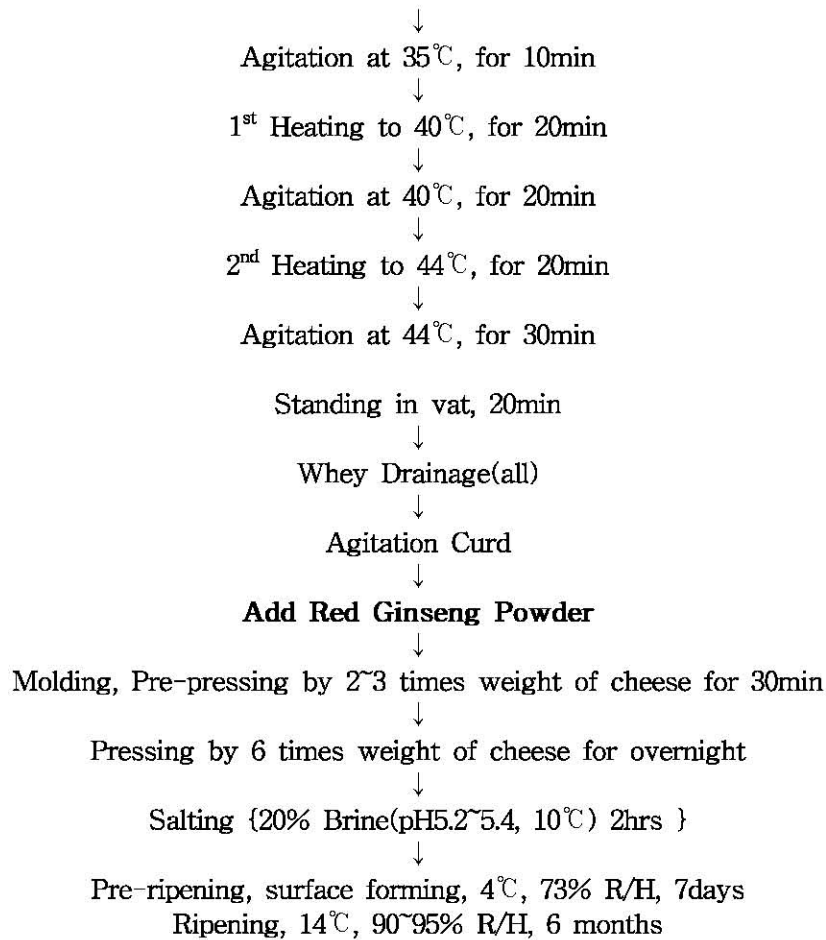 ↓
Agitation at 35℃, for 10min
↓
1st Heating to 40℃, for 20min
↓
Agitation at 40℃, for 20min
↓
2nd Heating to 44℃, for 20min
↓
Agitation at 44℃, for 30min
Standing in vat, 20min
↓
Whey Drainage(all)
↓
Agitation Curd
↓
Add Red Ginseng Powder
↓
Molding, Pre-pressing by 2~3 times weight of cheese for 30min
↓
Pressing by 6 times weight of cheese for overnight
↓
Salting {20% Brine(pH5.2~5.4, 10℃) 2hrs }
↓
Pre-ripening, surface forming, 4℃, 73% R/H, 7days
Ripening, 14℃, 90~95% R/H, 6 months